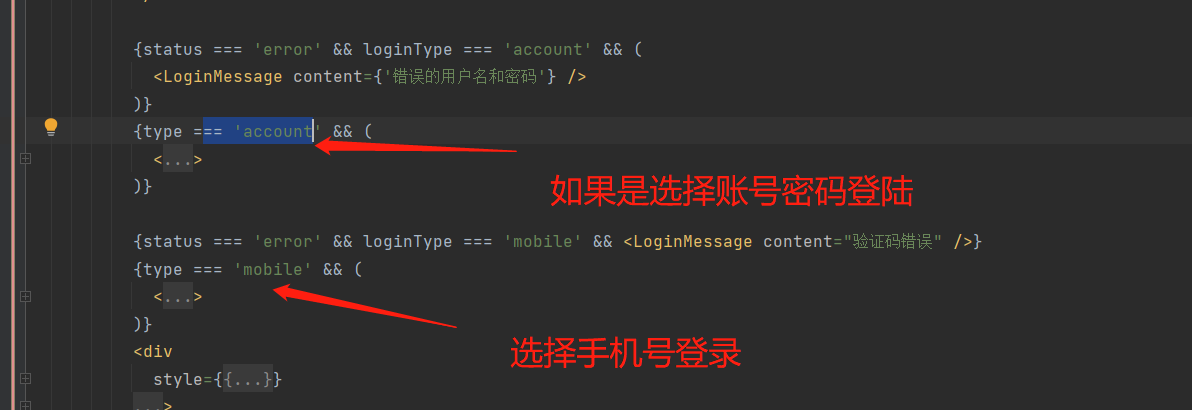 {status === 'error' && loginType === 'account' && (
<LoginMessage content={'错误的用户名和密码'} />
)}
{type === 'account' && (
<...>
)}
如果是选择账号密码登陆
{status === 'error' && loginType === 'mobile' && <LoginMessage content="验证码错误" />}
{type === 'mobile' && (
<...>
)}
选择手机号登录
<div
style={{...}}
...>